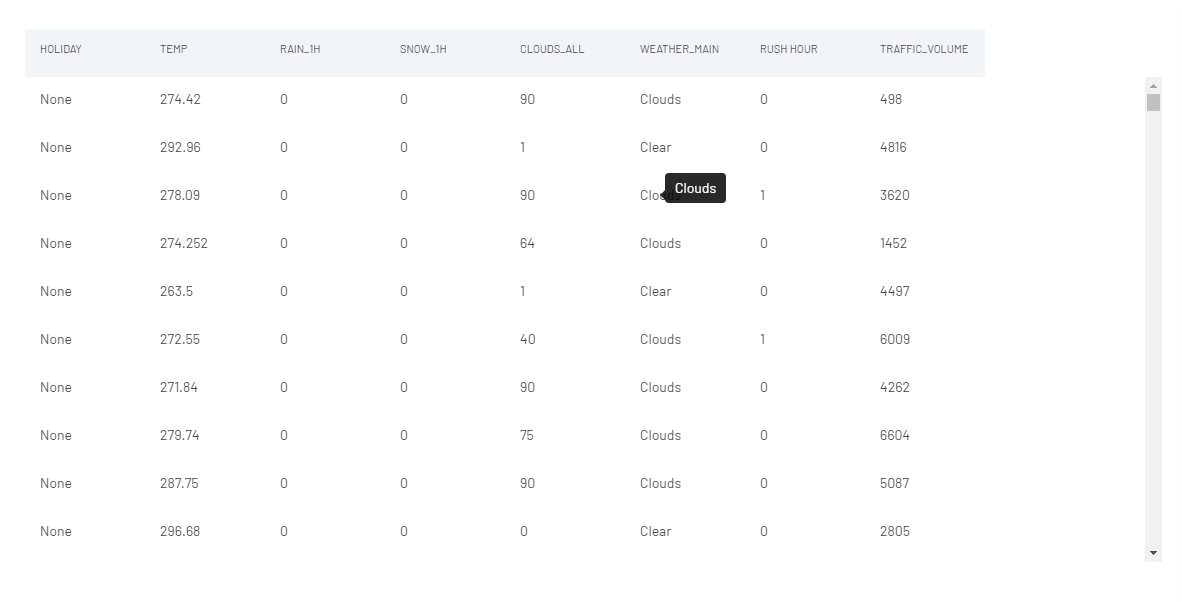 HOLIDAY TEMP RAIN_1H SNOW_1H CLOUDS_ALL WEATHER_MAIN RUSH HOUR TRAFFIC_VOLUME
None 274.42 0 0 90 Clouds 0 498
None 292.96 0 0 1 Clear 0 4816
Clouds
None 278.09 0 0 90 Clouds 1 3620
None 274.252 0 0 64 Clouds 0 1452
None 263.5 0 0 1 Clear 0 4497
None 272.55 0 0 40 Clouds 1 6009
None 271.84 0 0 90 Clouds 0 4262
None 279.74 0 0 75 Clouds 0 6604
None 287.75 0 0 90 Clouds 0 5087
None 296.68 0 0 0 Clear 0 2805